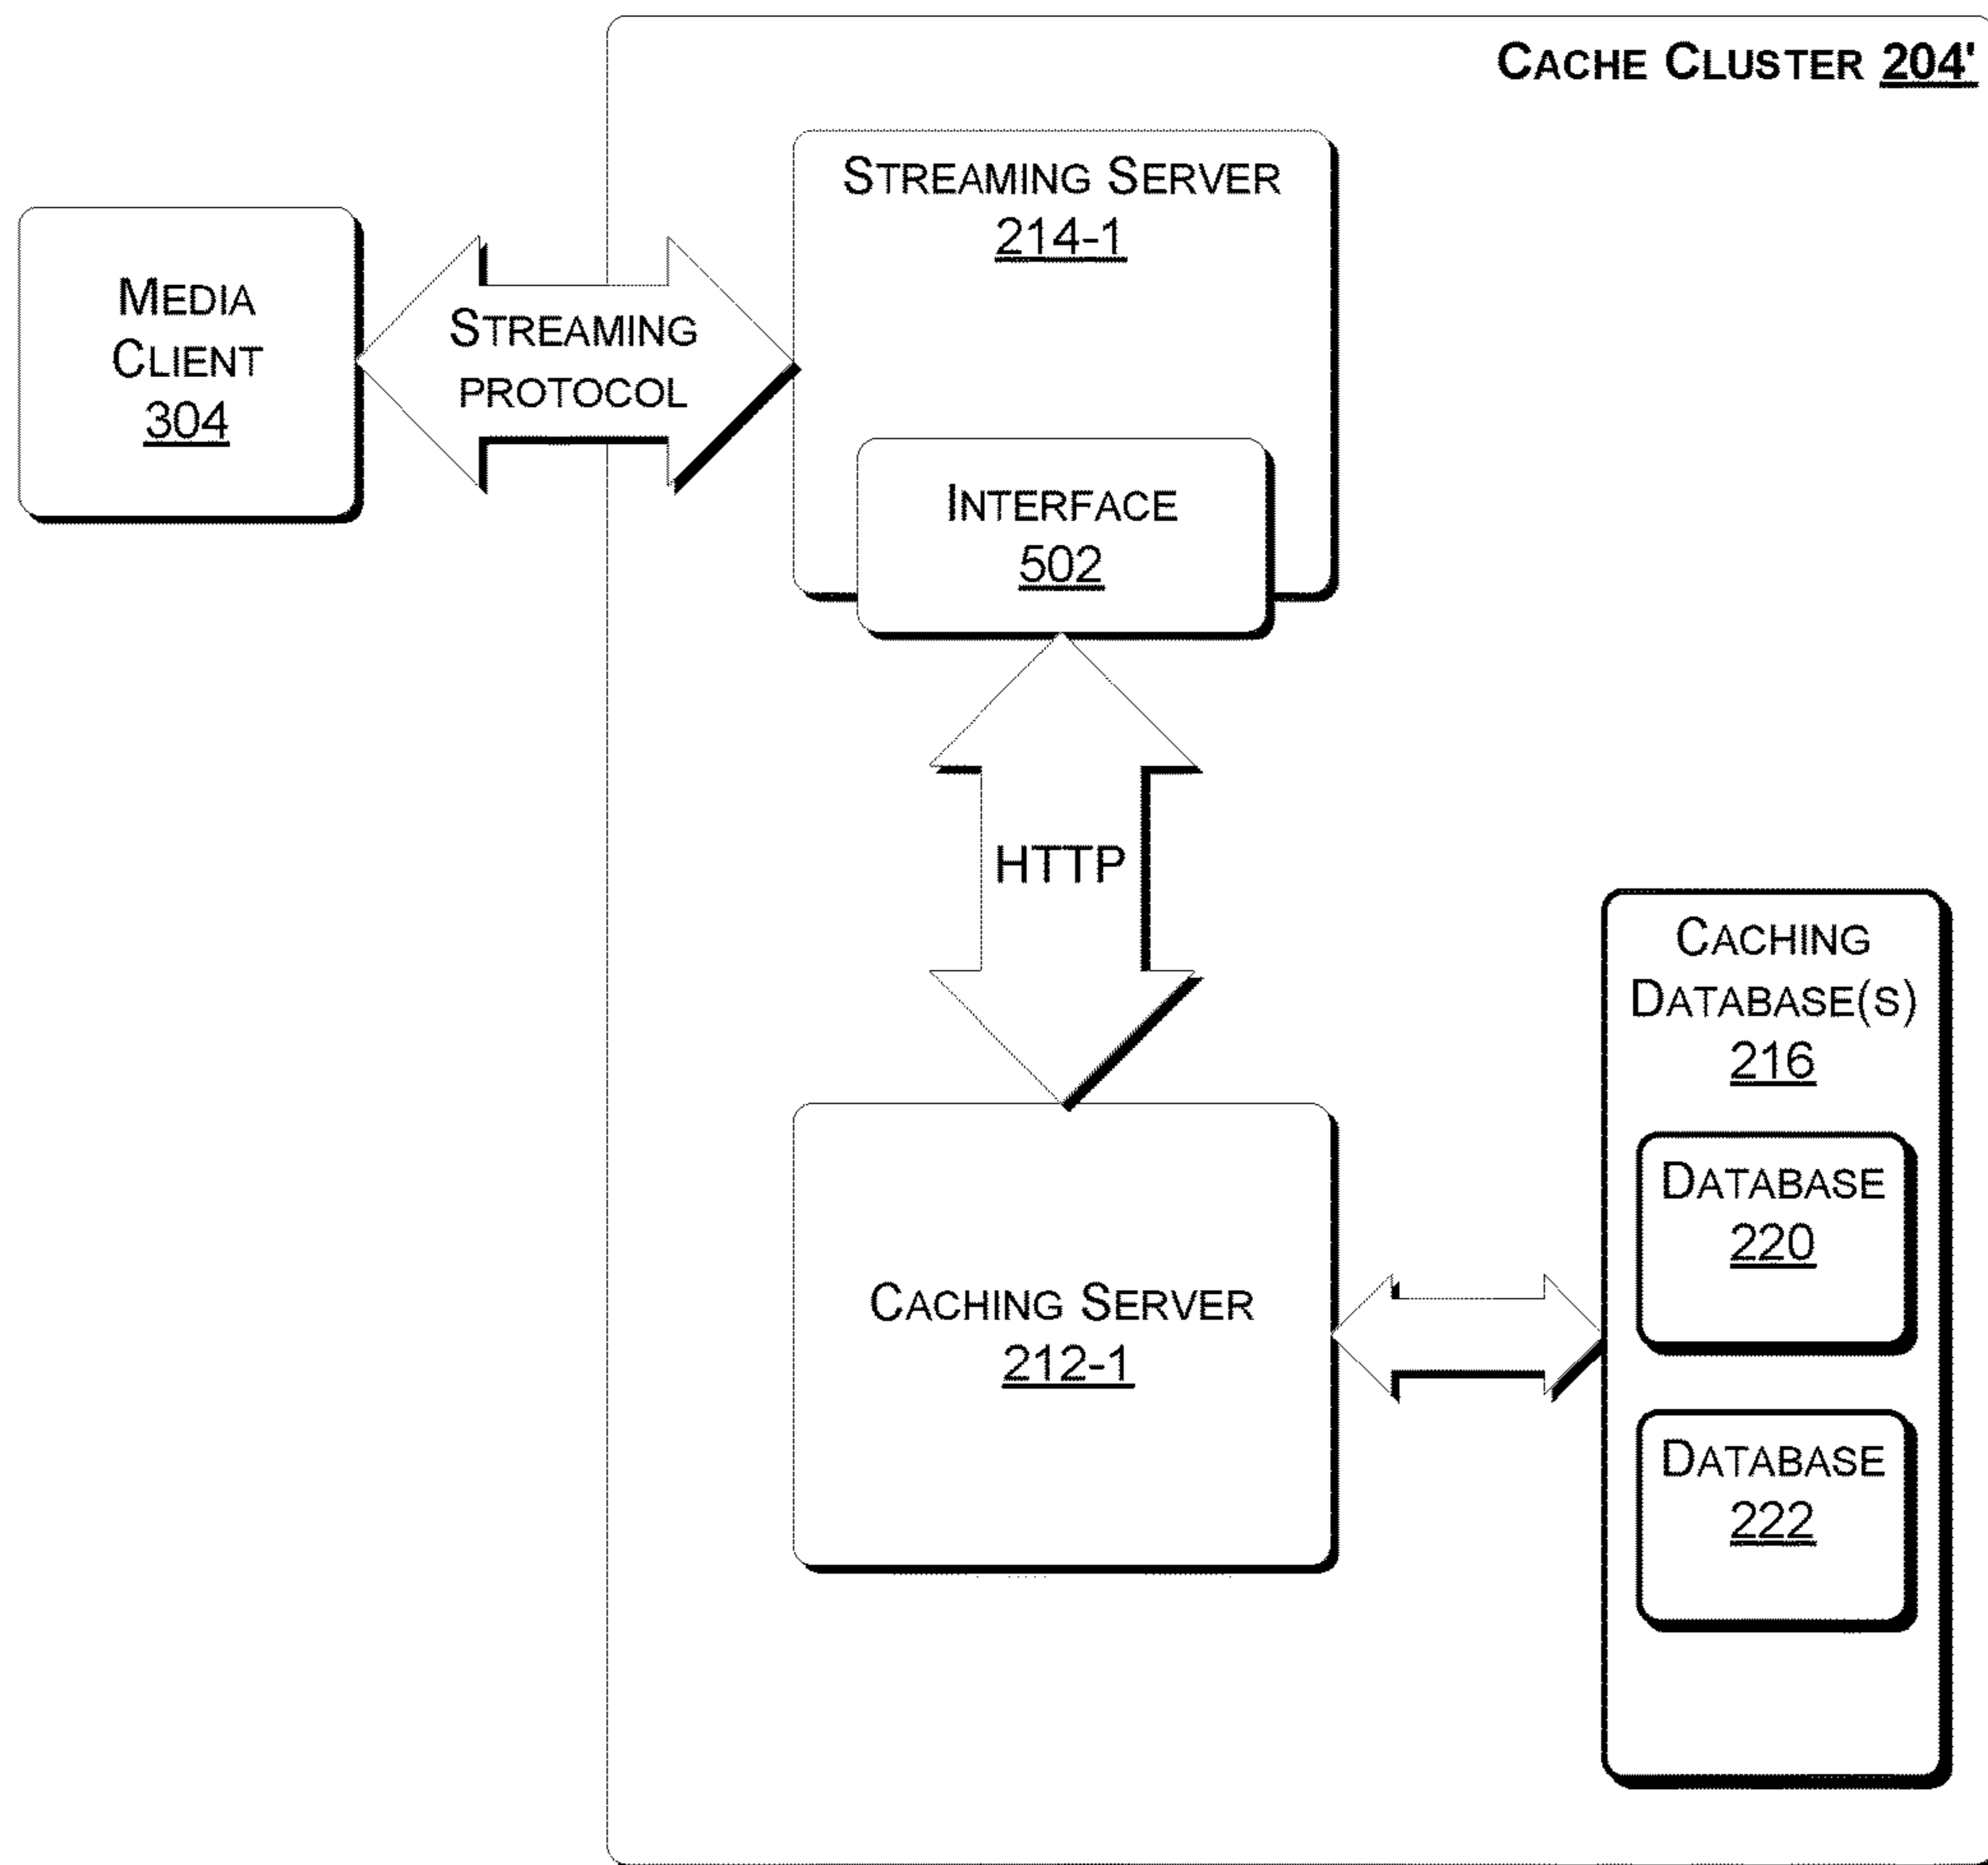 CACHE CLUSTER 204'
STREAMING SERVER
214-1
MEDIA
CLIENT
304
STREAMING
PROTOCOL
INTERFACE
502
HTTP
CACHING
DATABASE(S)
216
DATABASE
220
CACHING SERVER
212-1
DATABASE
222